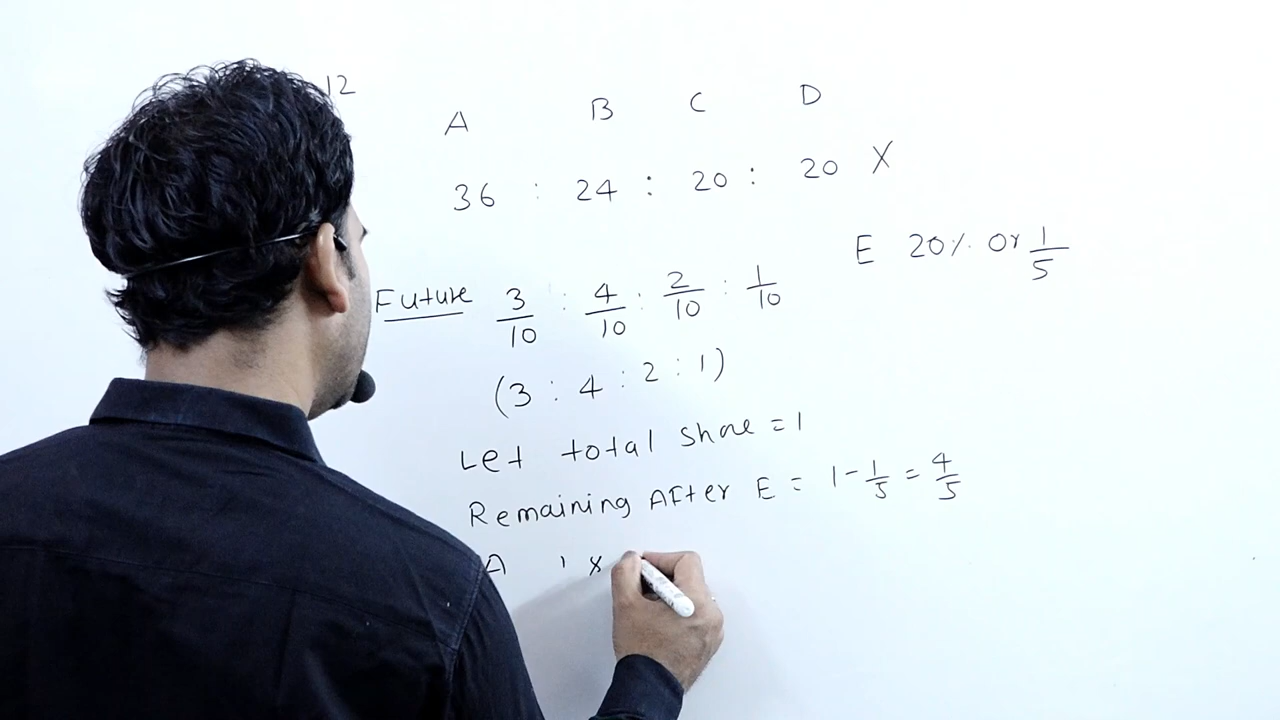 12
A B C D
36 : 24 : 20 : 20 X
E 20% or 1/5
Future 3/10 : 4/10 : 2/10 : 1/10
(3 : 4 : 2 : 1)
Let total share = 1
Remaining After E = 1 - 1/5 = 4/5
A 1 x